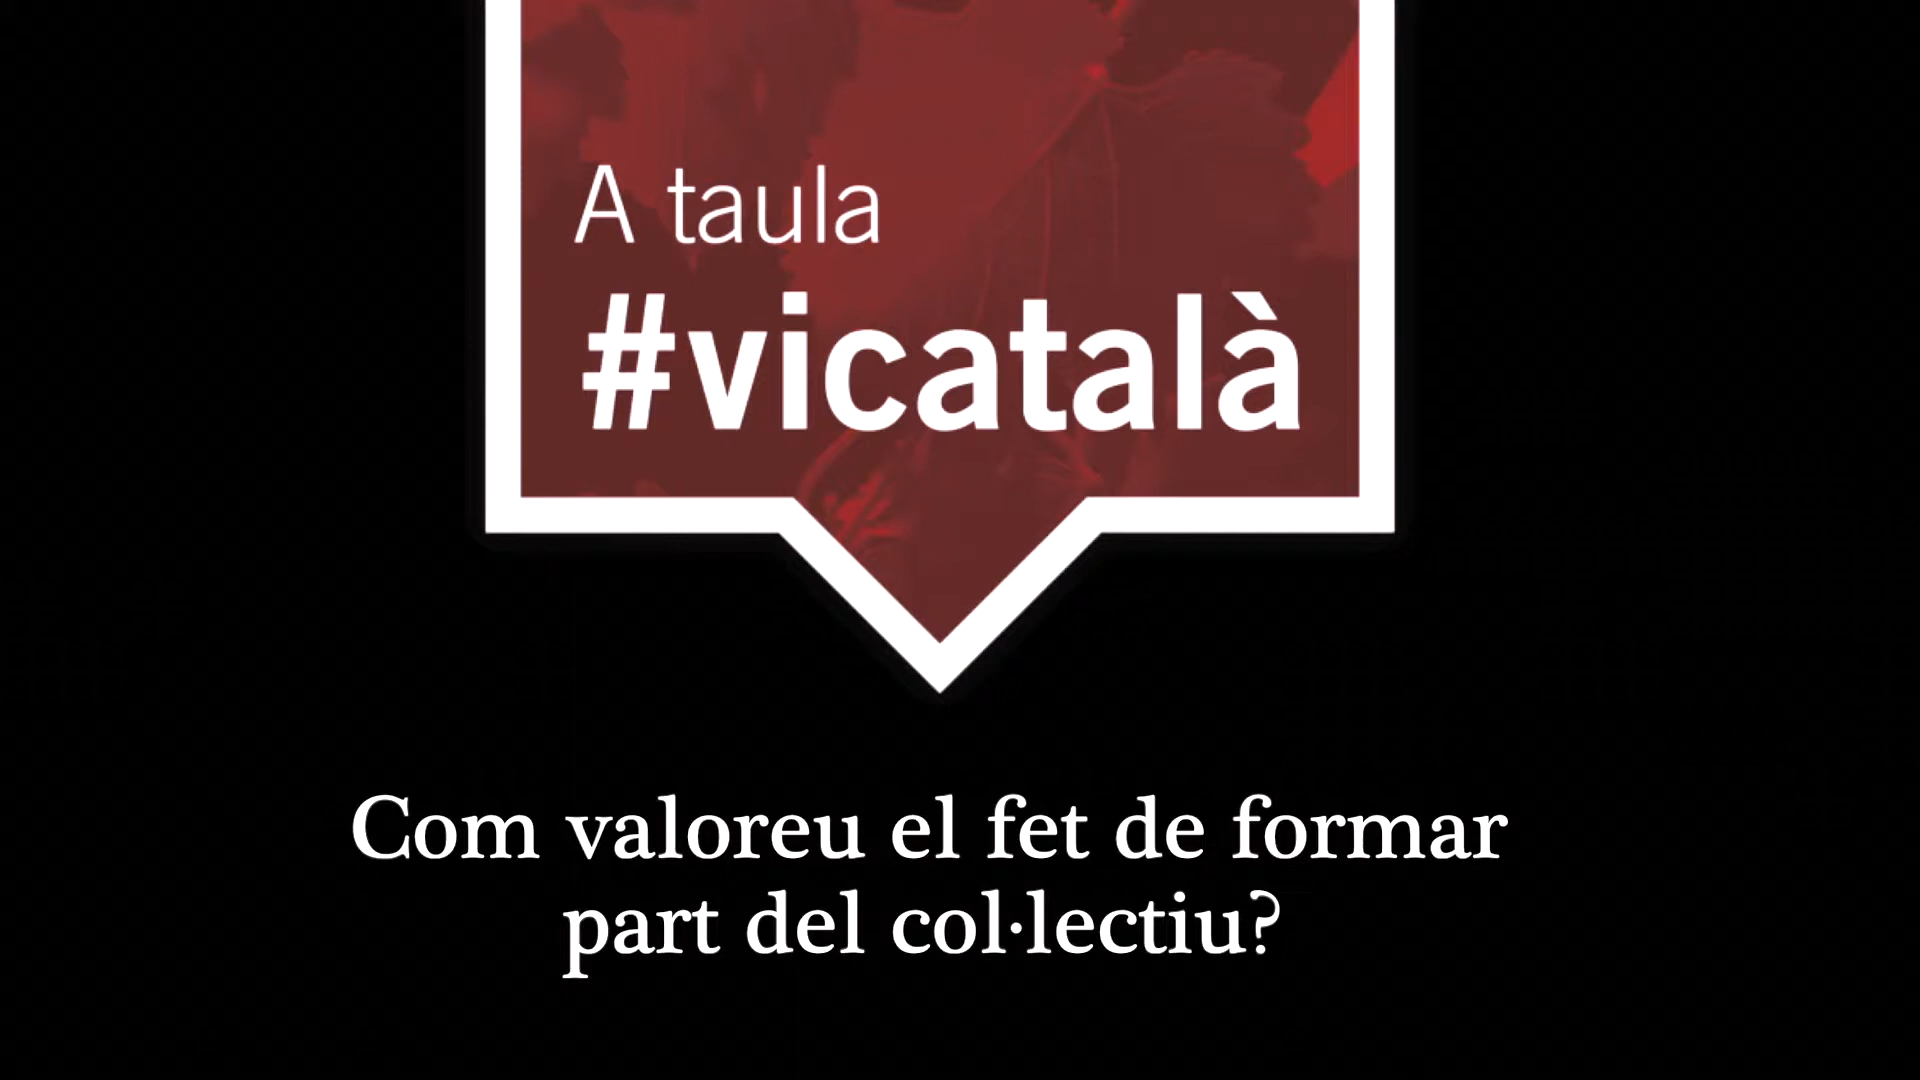 A taula
#vicatalà
Com valoreu el fet de formar
part del col·lectiu?